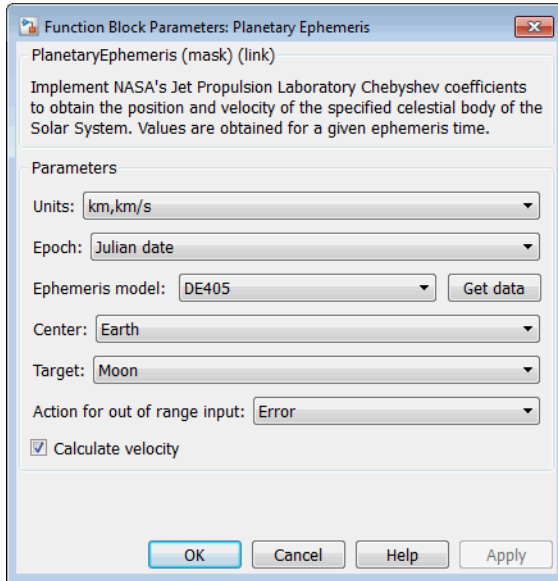 Function Block Parameters: Planetary Ephemeris
PlanetaryEphemeris (mask) (link)
Implement NASA's Jet Propulsion Laboratory Chebyshev coefficients
to obtain the position and velocity of the specified celestial body of the
Solar System. Values are obtained for a given ephemeris time.
Parameters
Units: km,km/s
Epoch: Julian date
Ephemeris model: DE405 Get data
Center: Earth
Target: Moon
Action for out of range input: Error
Calculate velocity
OK Cancel Help Apply